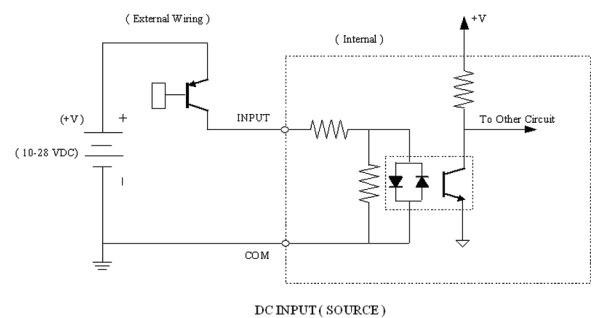 ( External Wiring )
( Internal )
+V
INPUT
To Other Circuit
(+V)
+
( 10-28 VDC)
−
COM
DC INPUT ( SOURCE )